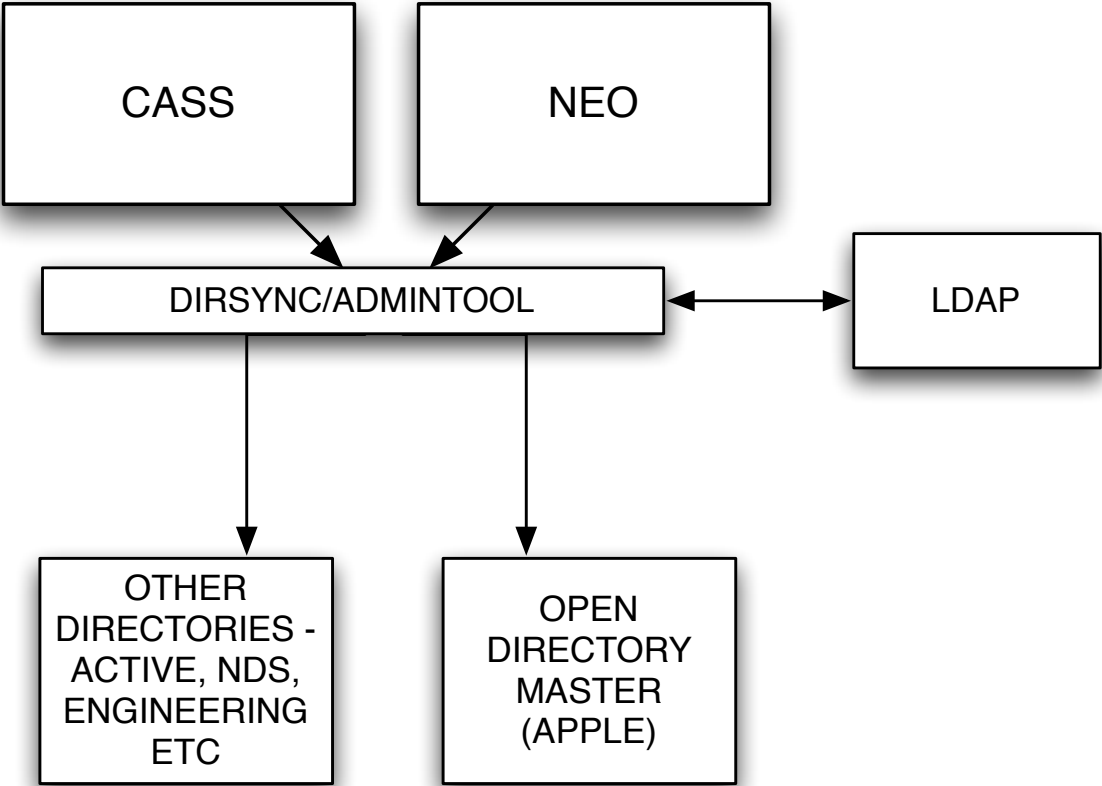 CASS
NEO
DIRSYNC/ADMINTOOL
LDAP
OTHER
DIRECTORIES -
ACTIVE, NDS,
ENGINEERING
ETC
OPEN
DIRECTORY
MASTER
(APPLE)